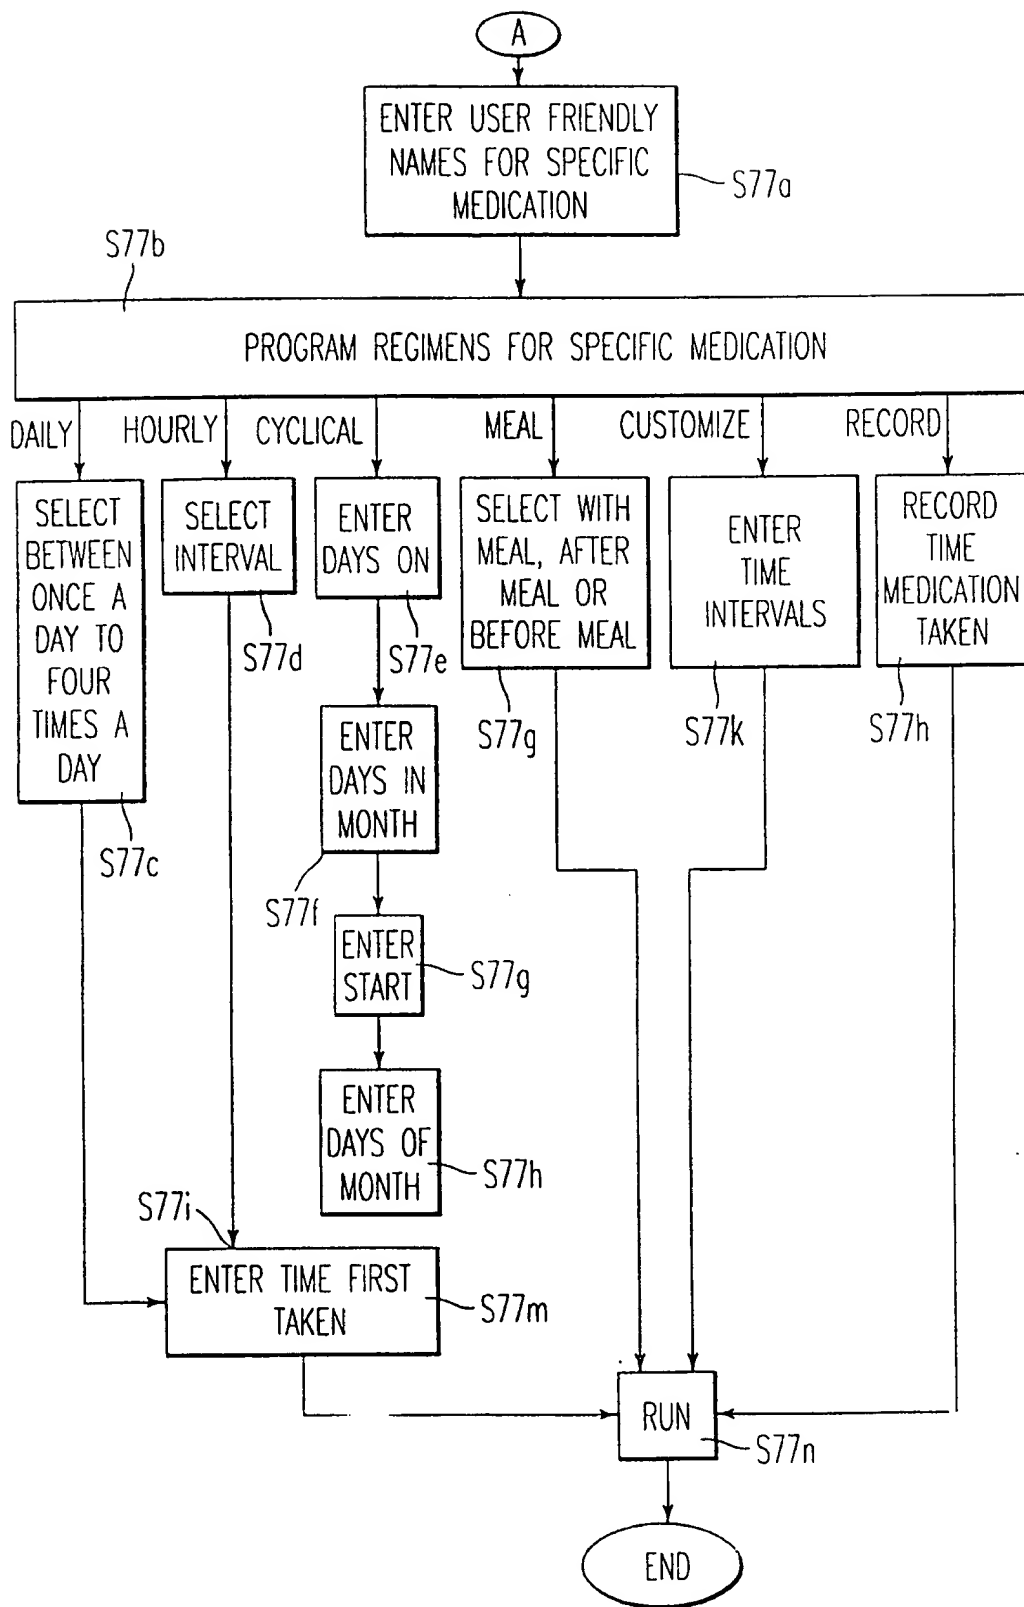 A
ENTER USER FRIENDLY
NAMES FOR SPECIFIC
MEDICATION
S77a
S77b
PROGRAM REGIMENS FOR SPECIFIC MEDICATION
DAILY
HOURLY
CYCLICAL
MEAL
CUSTOMIZE
RECORD
SELECT
BETWEEN
ONCE A
DAY TO
FOUR
TIMES A
DAY
S77c
SELECT
INTERVAL
S77d
ENTER
DAYS ON
S77e
SELECT WITH
MEAL, AFTER
MEAL OR
BEFORE MEAL
S77g
ENTER
TIME
INTERVALS
S77k
RECORD
TIME
MEDICATION
TAKEN
S77h
ENTER
DAYS IN
MONTH
S77f
ENTER
START
S77g
ENTER
DAYS OF
MONTH
S77h
S77i
ENTER TIME FIRST
TAKEN
S77m
RUN
S77n
END